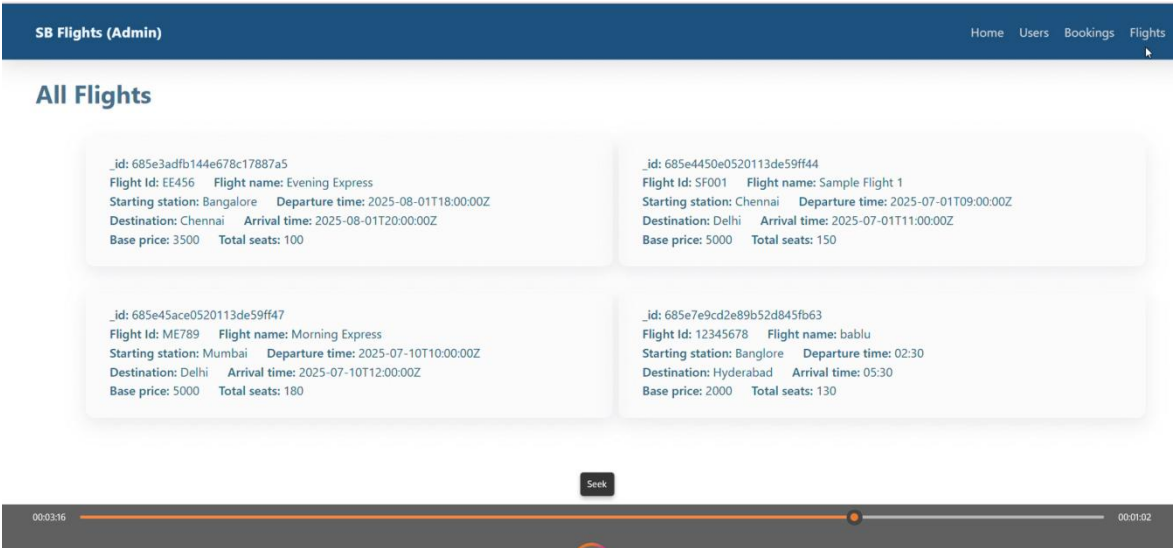 SB Flights (Admin)
Home Users Bookings Flights
All Flights
_id: 685e3adfb144e678c17887a5
Flight Id: EE456 Flight name: Evening Express
Starting station: Bangalore Departure time: 2025-08-01T18:00:00Z
Destination: Chennai Arrival time: 2025-08-01T20:00:00Z
Base price: 3500 Total seats: 100
_id: 685e4450e0520113de59ff44
Flight Id: SF001 Flight name: Sample Flight 1
Starting station: Chennai Departure time: 2025-07-01T09:00:00Z
Destination: Delhi Arrival time: 2025-07-01T11:00:00Z
Base price: 5000 Total seats: 150
_id: 685e45ace0520113de59ff47
Flight Id: ME789 Flight name: Morning Express
Starting station: Mumbai Departure time: 2025-07-10T10:00:00Z
Destination: Delhi Arrival time: 2025-07-10T12:00:00Z
Base price: 5000 Total seats: 180
_id: 685e7e9cd2e89b52d845fb63
Flight Id: 12345678 Flight name: bablu
Starting station: Banglore Departure time: 02:30
Destination: Hyderabad Arrival time: 05:30
Base price: 2000 Total seats: 130
Seek
00:03:16
00:01:02